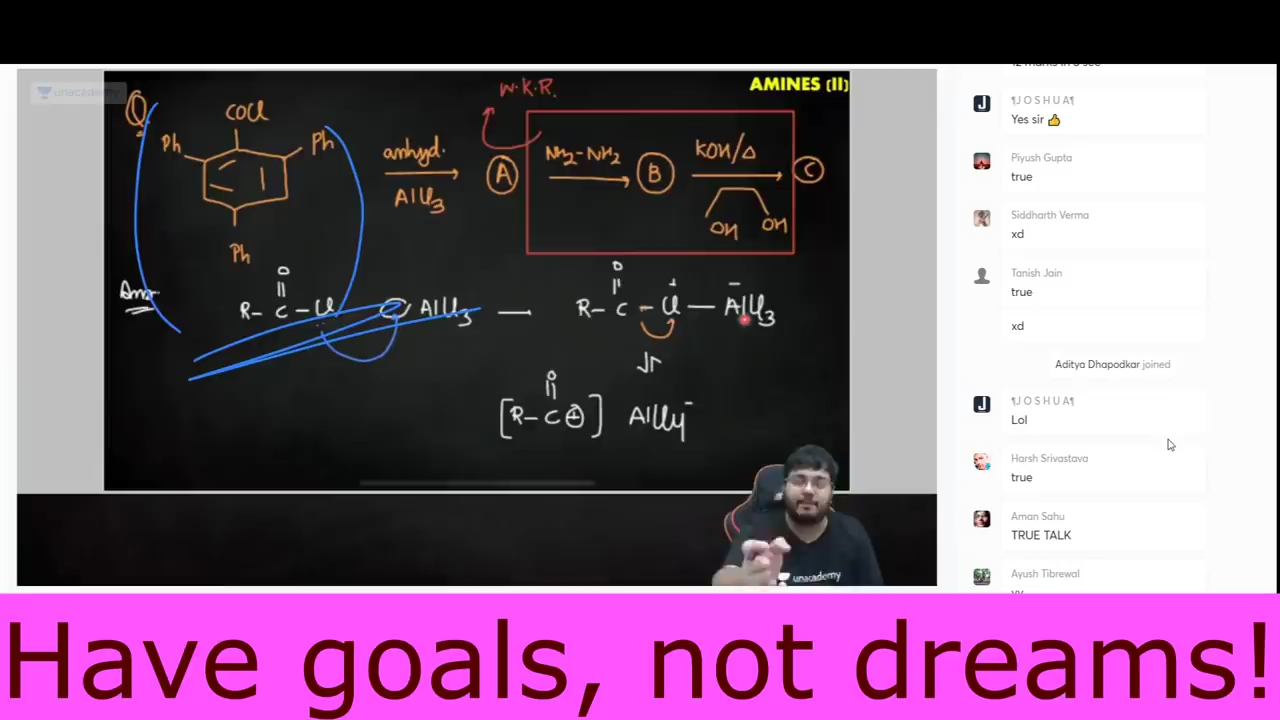 unacademy
AMINES (II)
Q.
COCl
Ph
Ph
Ph
anhyd.
AlCl3
A
W.K.R.
NH2-NH2
B
KOH/Δ
OH
OH
C
Ans
O
R-C-Cl
AlCl3
O
R-C-Cl—AlCl3
+
-
O
[R-C⊕] AlCl4-
unacademy
¶J O S H U A¶
Yes sir 👍
Piyush Gupta
true
Siddharth Verma
xd
Tanish Jain
true
xd
Aditya Dhapodkar joined
¶J O S H U A¶
Lol
Harsh Srivastava
true
Aman Sahu
TRUE TALK
Ayush Tibrewal
Have goals, not dreams!